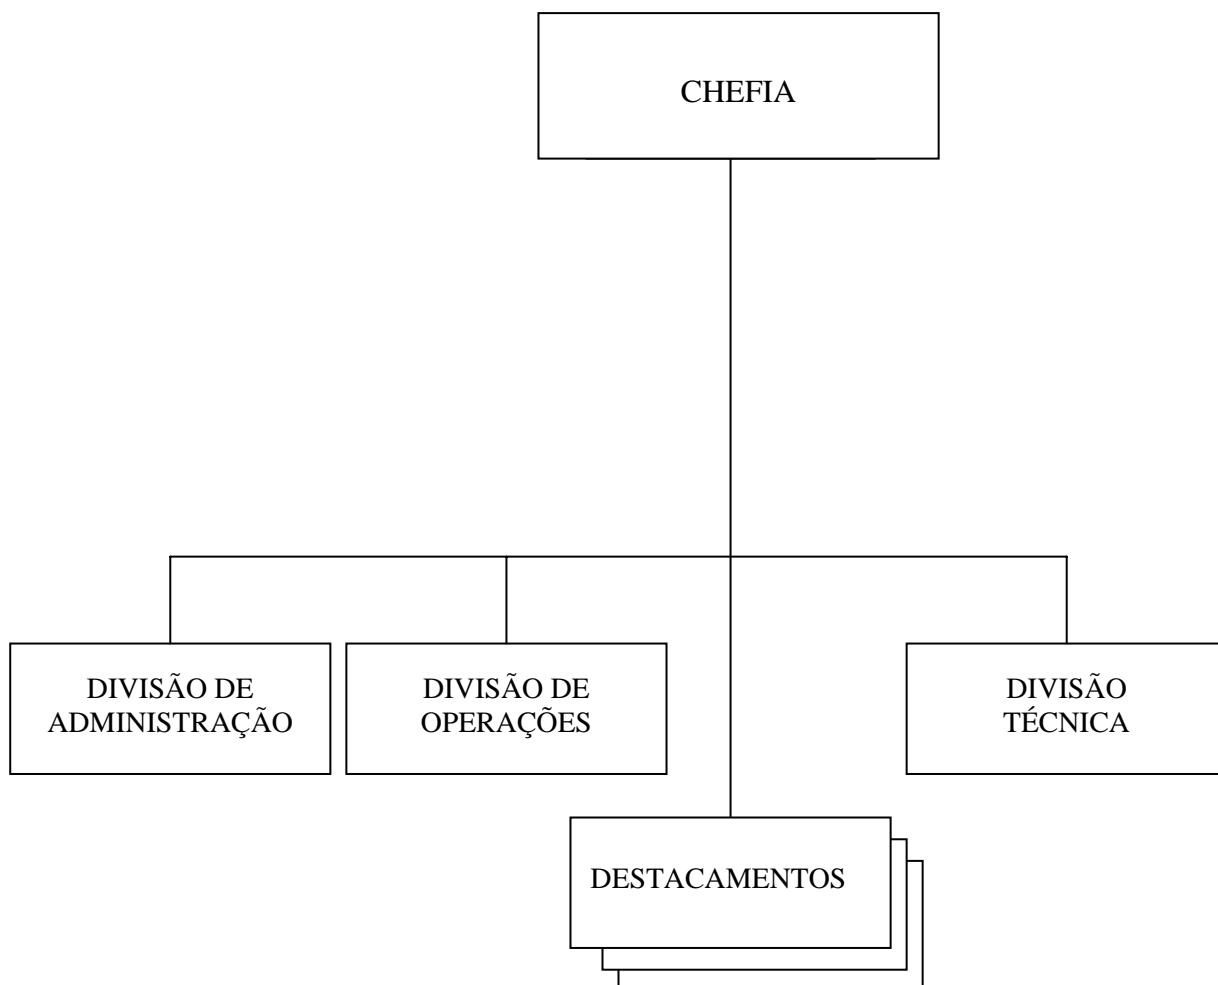 CHEFIA
DIVISÃO DE
ADMINISTRAÇÃO
DIVISÃO DE
OPERAÇÕES
DIVISÃO
TÉCNICA
DESTACAMENTOS